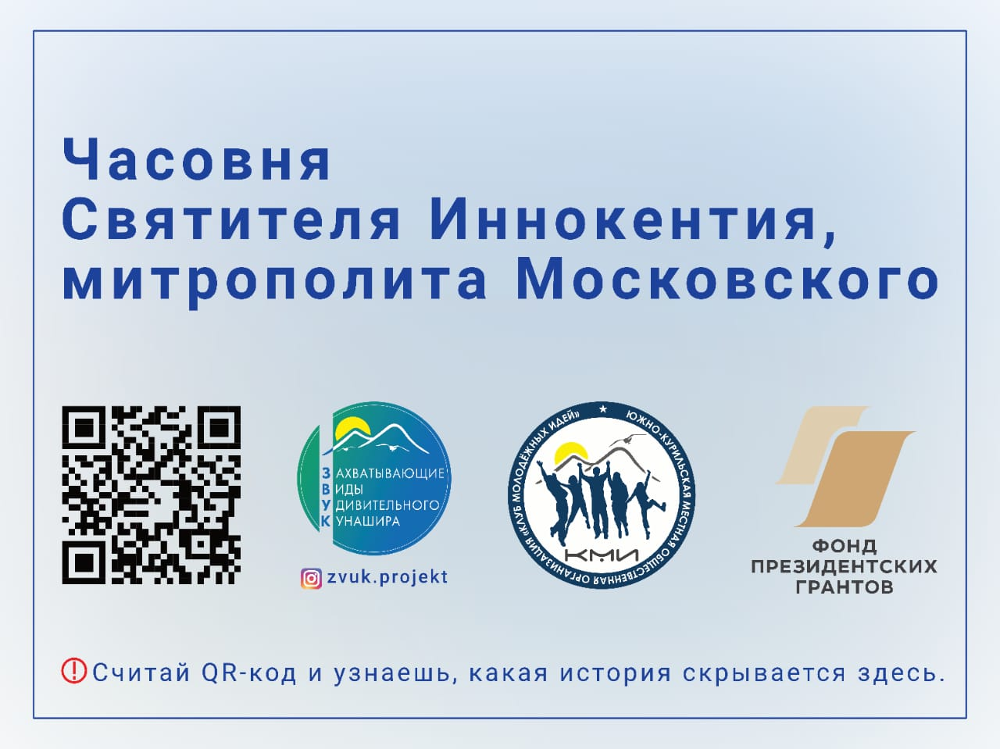 Часовня
Святителя Иннокентия,
митрополита Московского
ЗАХВАТЫВАЮЩИЕ
ВИДЫ
УДИВИТЕЛЬНОГО
КУНАШИРА
zvuk.projekt
ЮЖНО-КУРИЛЬСКАЯ МЕСТНАЯ ОБЩЕСТВЕННАЯ ОРГАНИЗАЦИЯ «КЛУБ МОЛОДЁЖНЫХ ИДЕЙ»
КМИ
ФОНД
ПРЕЗИДЕНТСКИХ
ГРАНТОВ
Считай QR-код и узнаешь, какая история скрывается здесь.